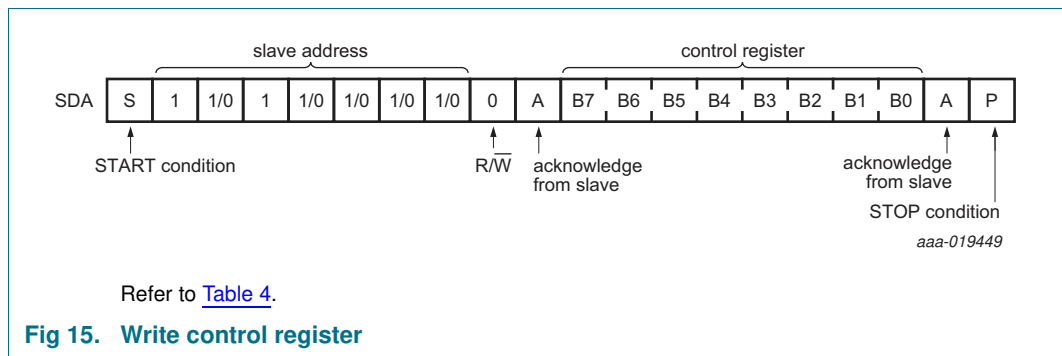 slave address control register
SDA S 1 1/0 1 1/0 1/0 1/0 1/0 0 A B7 B6 B5 B4 B3 B2 B1 B0 A P
START condition R/W̅ acknowledge acknowledge
from slave from slave
STOP condition
aaa-019449
Refer to Table 4.
Fig 15. Write control register